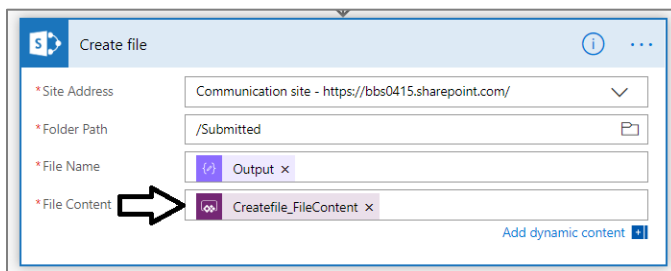 Create file
*Site Address
Communication site - https://bbs0415.sharepoint.com/
*Folder Path
/Submitted
*File Name
Output ×
*File Content
Createfile_FileContent ×
Add dynamic content